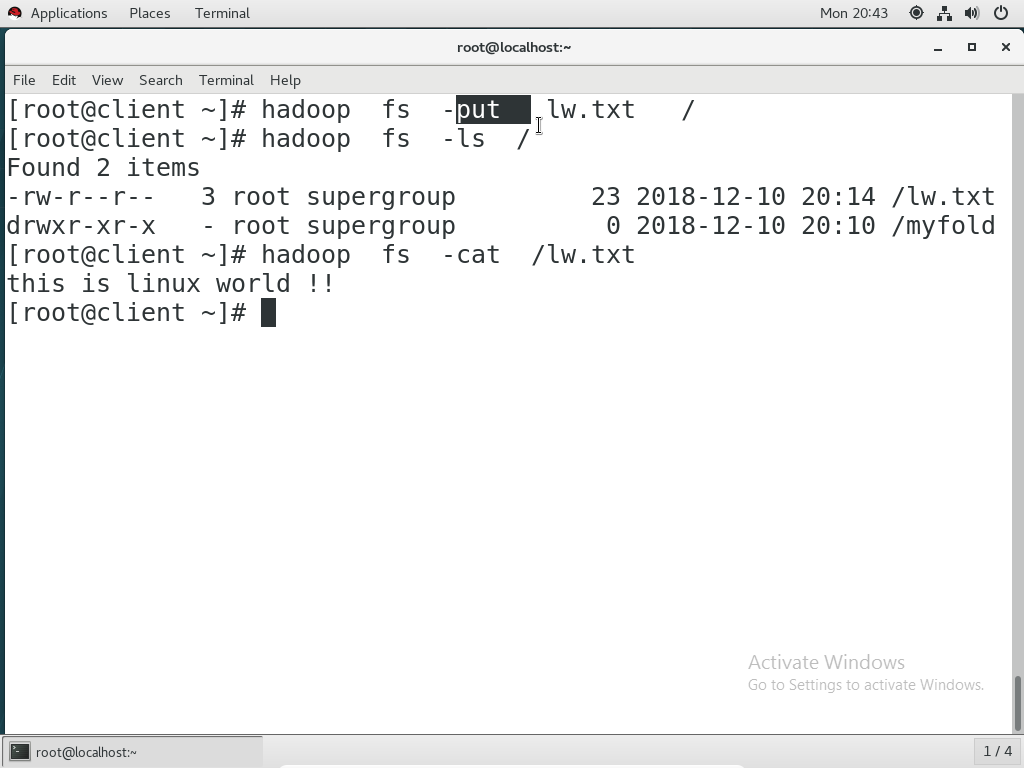 Applications Places Terminal Mon 20:43
root@localhost:~
File Edit View Search Terminal Help
[root@client ~]# hadoop  fs  -put   lw.txt   /
[root@client ~]# hadoop  fs  -ls  /
Found 2 items
-rw-r--r--   3 root supergroup         23 2018-12-10 20:14 /lw.txt
drwxr-xr-x   - root supergroup          0 2018-12-10 20:10 /myfold
[root@client ~]# hadoop  fs  -cat  /lw.txt
this is linux world !!
[root@client ~]#
Activate Windows
Go to Settings to activate Windows.
root@localhost:~ 1 / 4